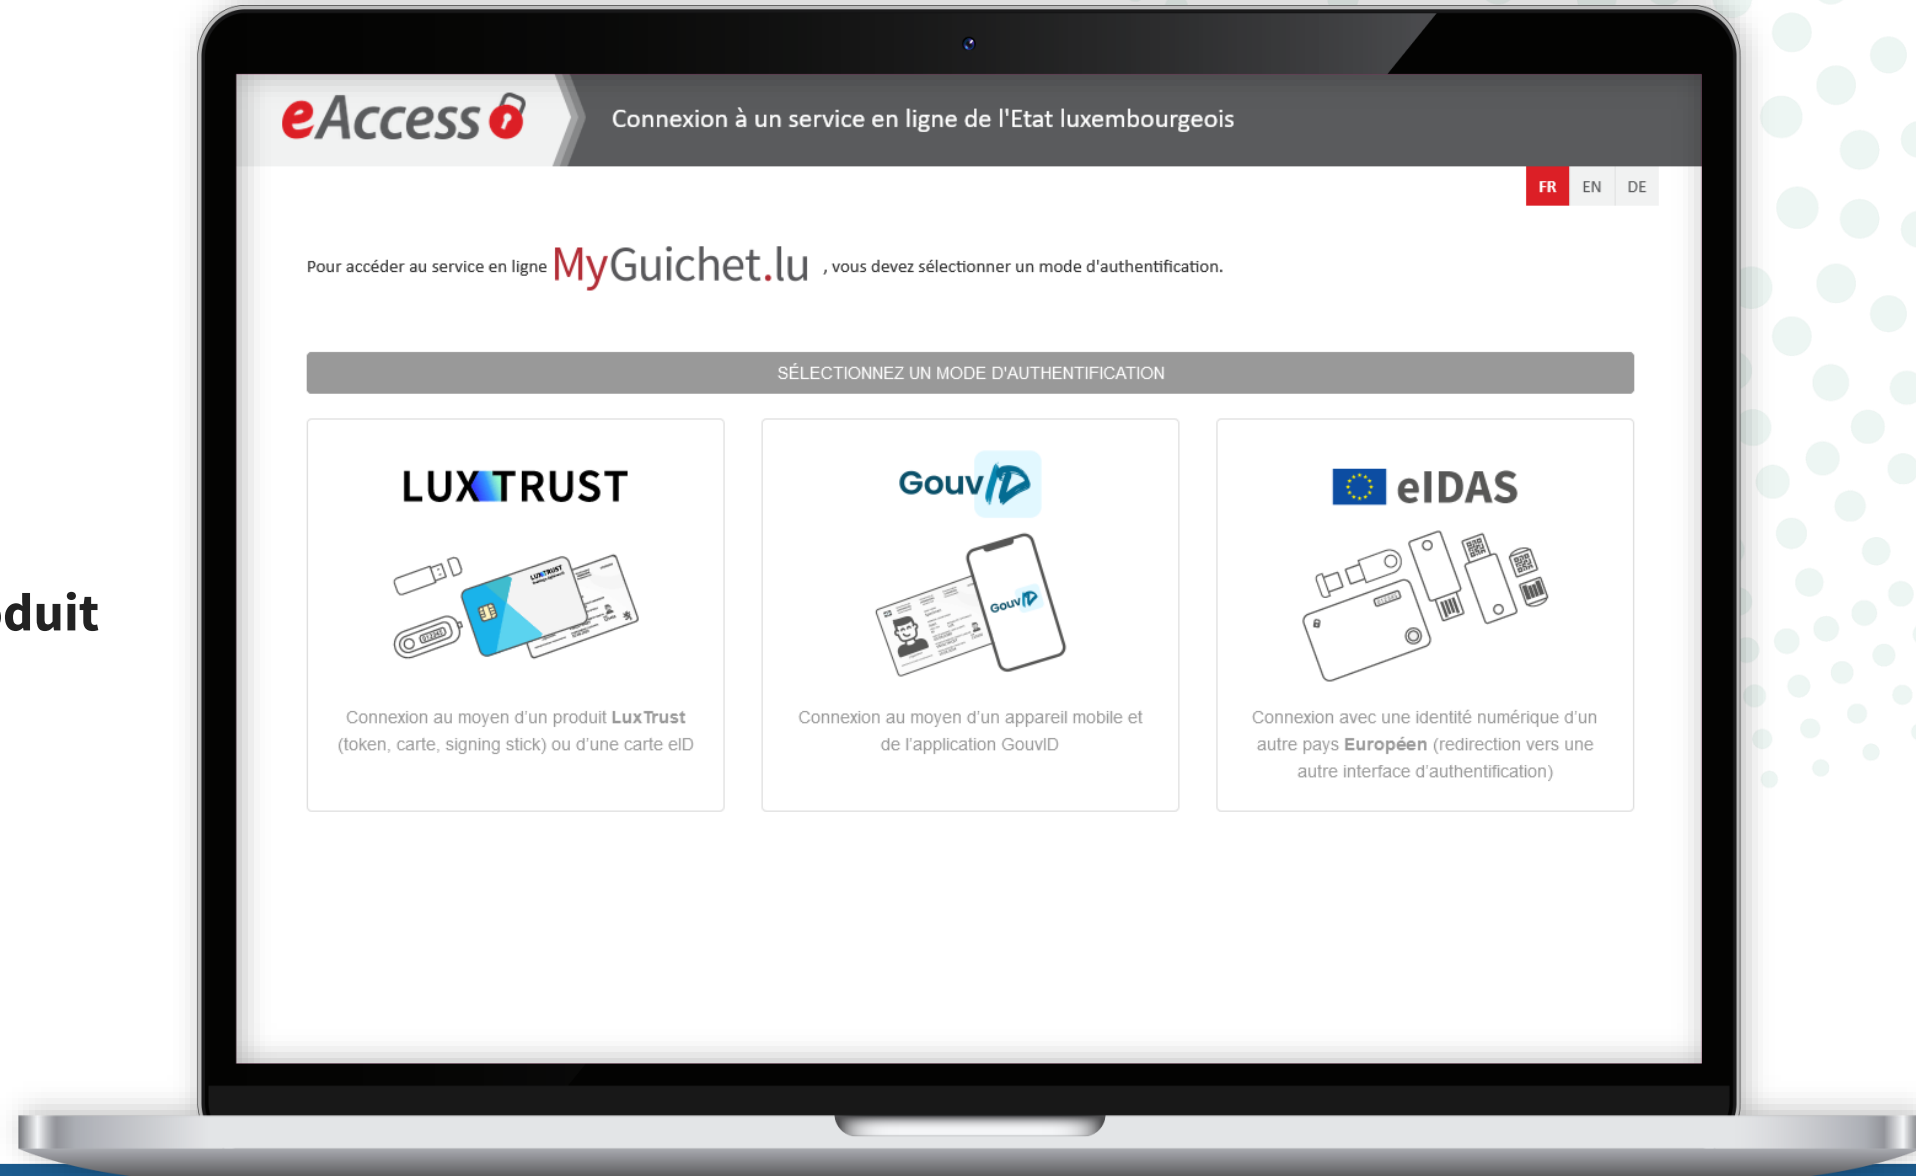 eAccess
Connexion à un service en ligne de l'Etat luxembourgeois
FR EN DE
Pour accéder au service en ligne MyGuichet.lu , vous devez sélectionner un mode d'authentification.
SÉLECTIONNEZ UN MODE D'AUTHENTIFICATION
LUXTRUST
LUXTRUST
012345
Connexion au moyen d'un produit LuxTrust
(token, carte, signing stick) ou d'une carte eID
GouvID
GouvID
Connexion au moyen d'un appareil mobile et
de l'application GouvID
eIDAS
Connexion avec une identité numérique d'un
autre pays Européen (redirection vers une
autre interface d'authentification)
duit